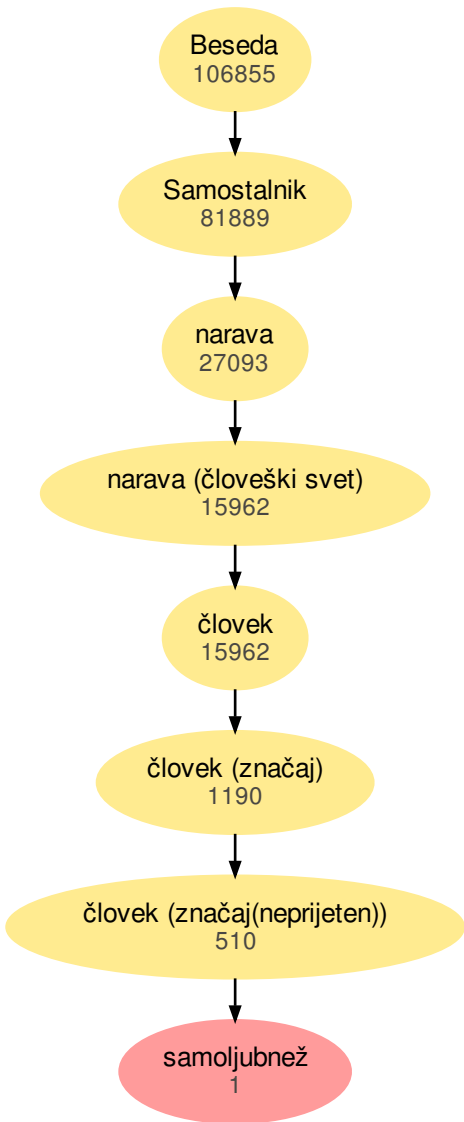 Beseda
106855
Samostalnik
81889
narava
27093
narava (človeški svet)
15962
človek
15962
človek (značaj)
1190
človek (značaj(neprijeten))
510
samoljubnež
1